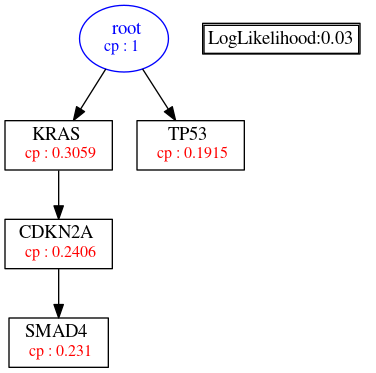 root
cp : 1
LogLikelihood:0.03
KRAS
cp : 0.3059
TP53
cp : 0.1915
CDKN2A
cp : 0.2406
SMAD4
cp : 0.231